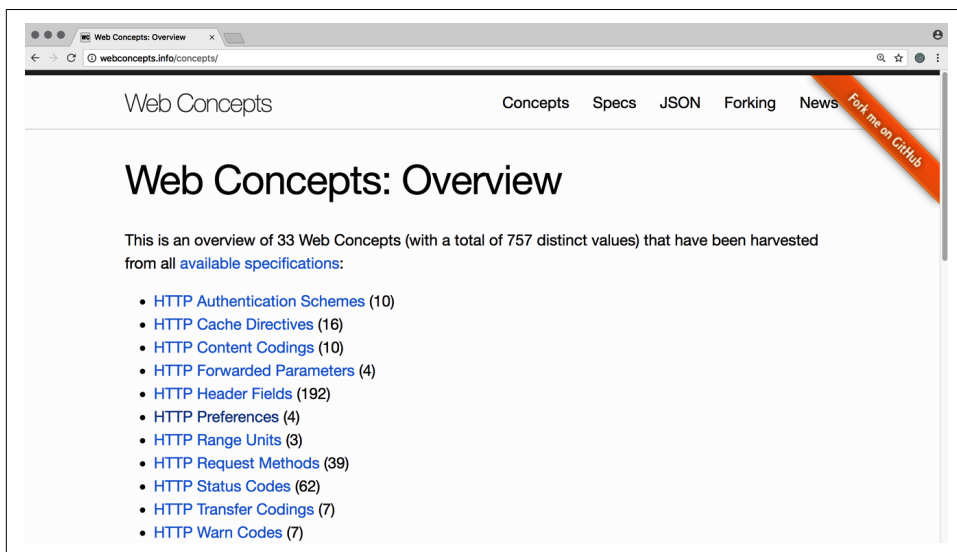 WC Web Concepts: Overview ×
webconcepts.info/concepts/
Web Concepts
Concepts Specs JSON Forking News
Fork me on GitHub
Web Concepts: Overview
This is an overview of 33 Web Concepts (with a total of 757 distinct values) that have been harvested
from all available specifications:
• HTTP Authentication Schemes (10)
• HTTP Cache Directives (16)
• HTTP Content Codings (10)
• HTTP Forwarded Parameters (4)
• HTTP Header Fields (192)
• HTTP Preferences (4)
• HTTP Range Units (3)
• HTTP Request Methods (39)
• HTTP Status Codes (62)
• HTTP Transfer Codings (7)
• HTTP Warn Codes (7)